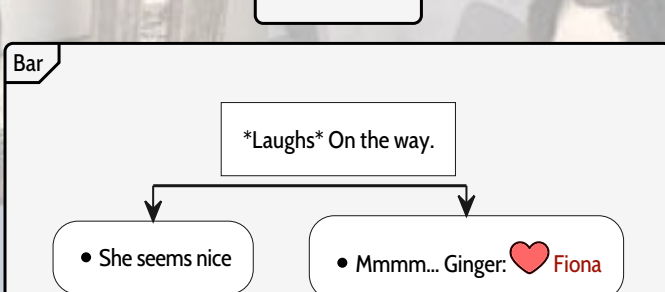 Bar
*Laughs* On the way.
• She seems nice
• Mmmm... Ginger: ❤ Fiona